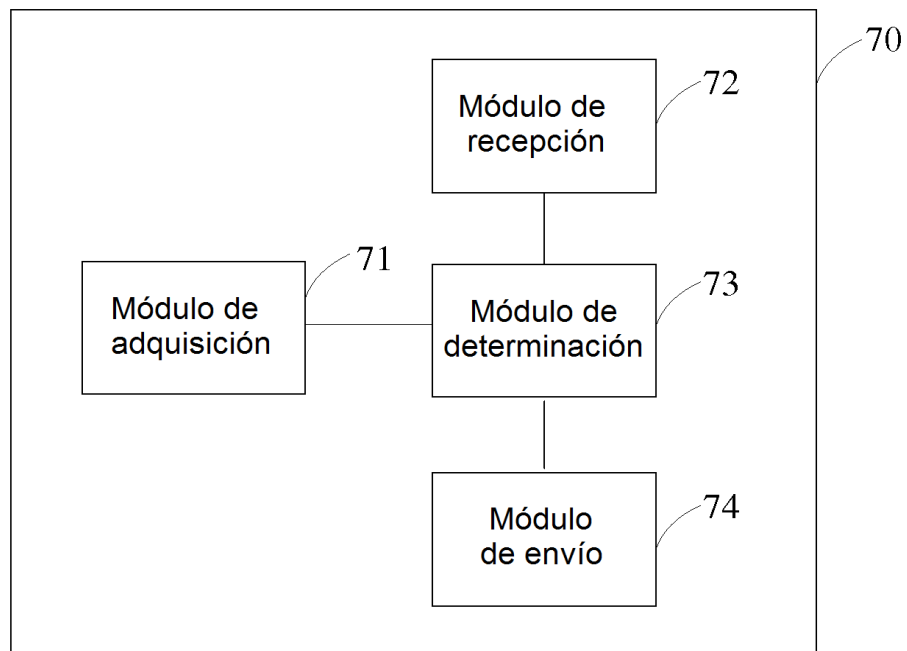 70
72
Módulo de
recepción
71
73
Módulo de
adquisición
Módulo de
determinación
74
Módulo
de envío